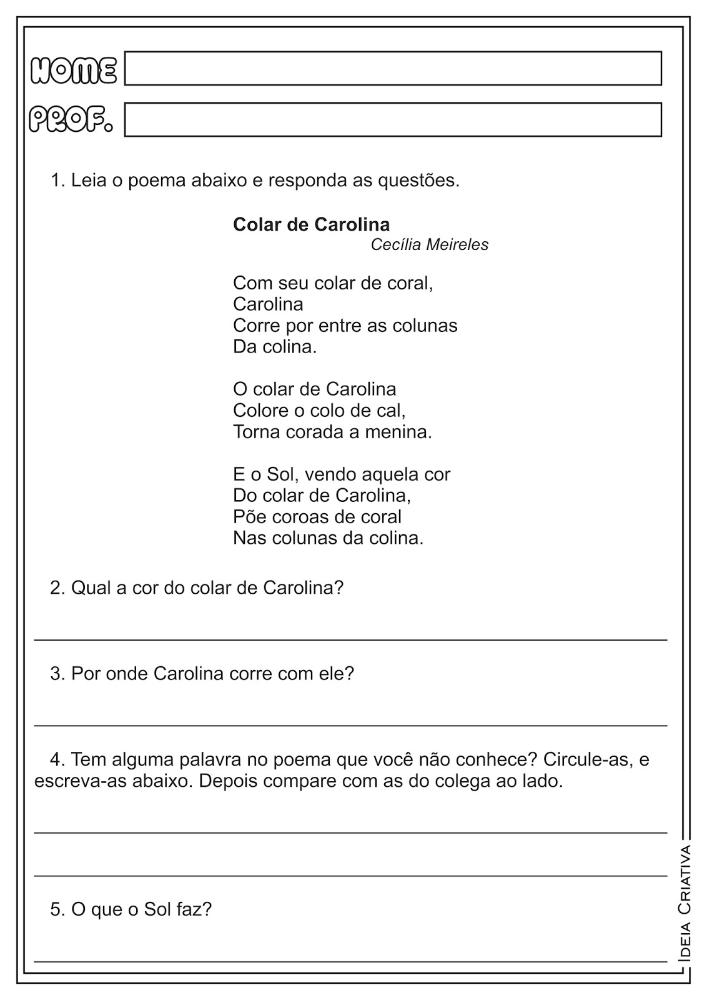 NOME
PROF.
1. Leia o poema abaixo e responda as questões.
Colar de Carolina
Cecília Meireles
Com seu colar de coral,
Carolina
Corre por entre as colunas
Da colina.
O colar de Carolina
Colore o colo de cal,
Torna corada a menina.
E o Sol, vendo aquela cor
Do colar de Carolina,
Põe coroas de coral
Nas colunas da colina.
2. Qual a cor do colar de Carolina?
3. Por onde Carolina corre com ele?
4. Tem alguma palavra no poema que você não conhece? Circule-as, e
escreva-as abaixo. Depois compare com as do colega ao lado.
5. O que o Sol faz?
IDEIA CRIATIVA